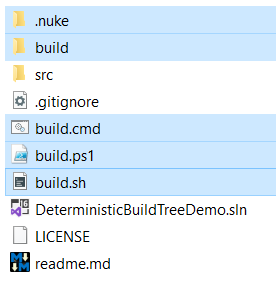 .nuke
build
src
.gitignore
build.cmd
build.ps1
build.sh
DeterministicBuildTreeDemo.sln
LICENSE
readme.md